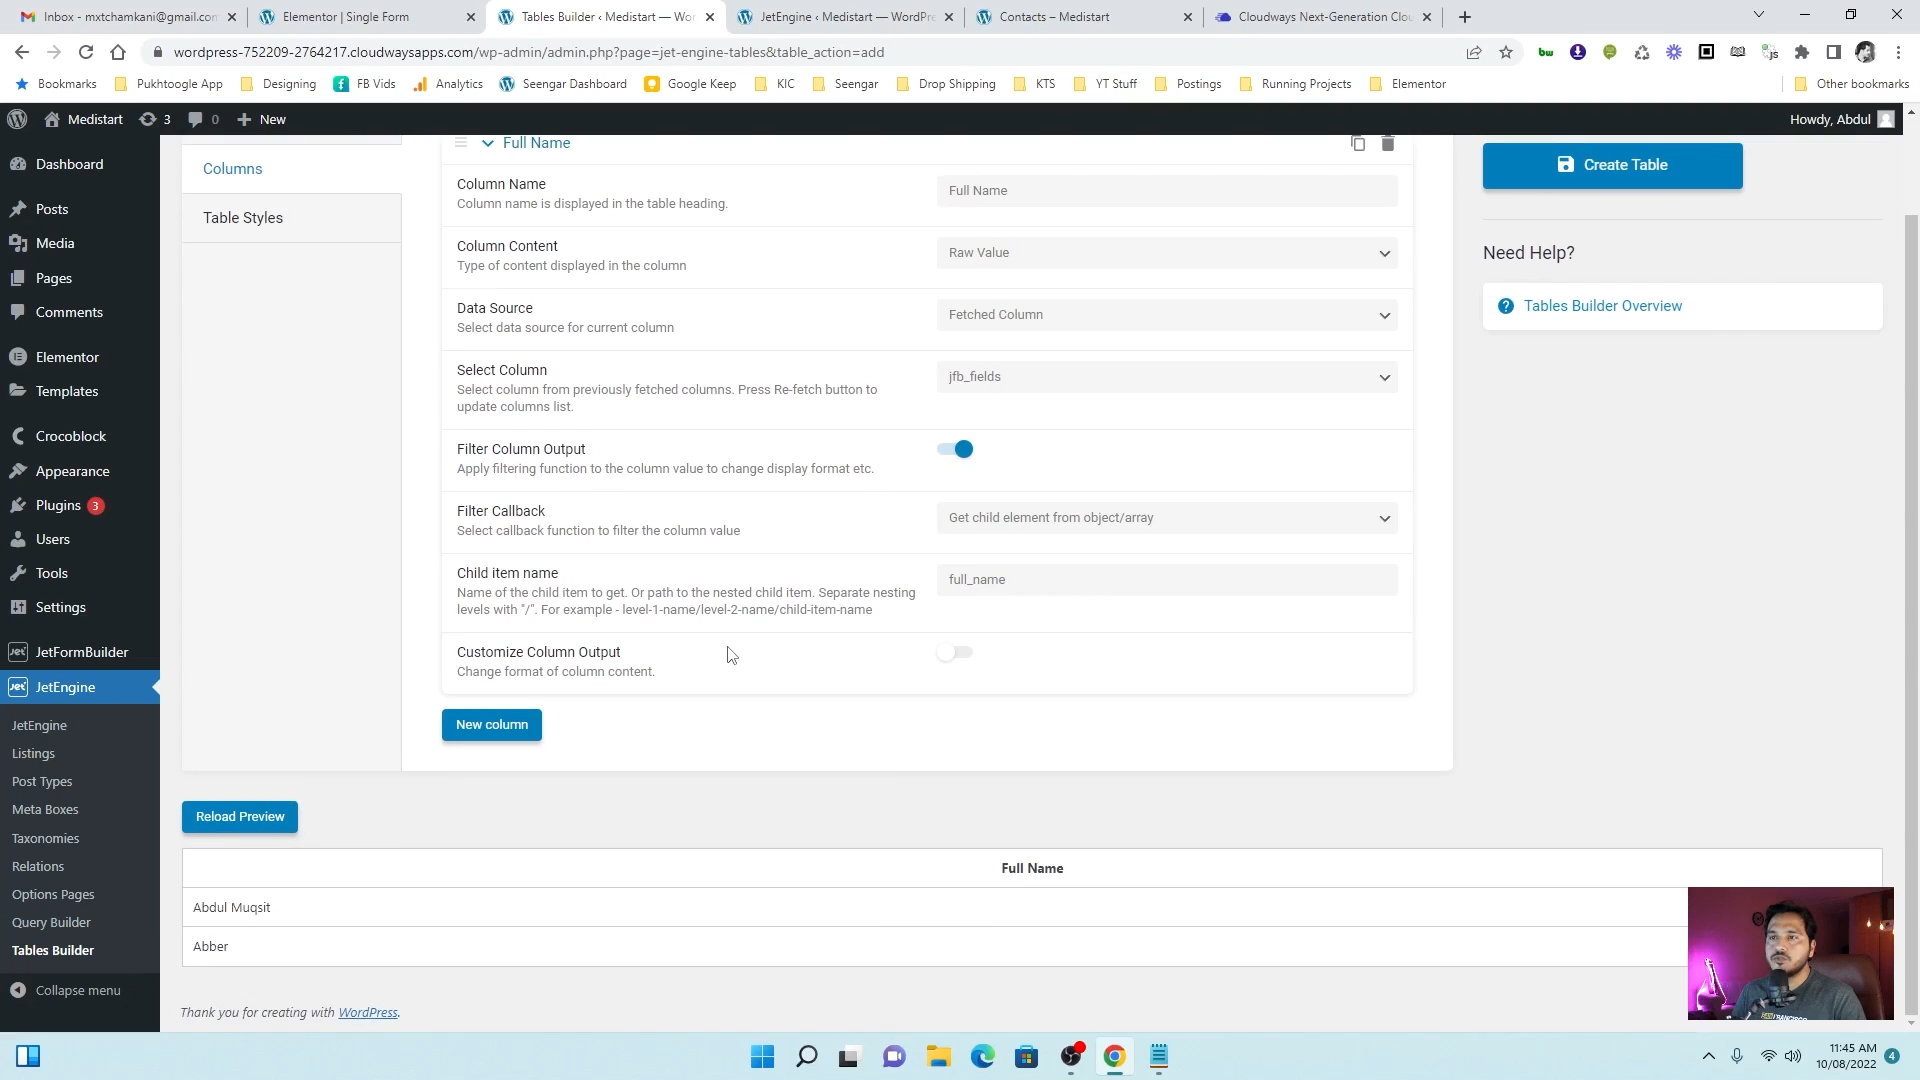 Inbox - mxtchamkani@gmail.con
Elementor | Single Form
Tables Builder ‹ Medistart — Wor
JetEngine ‹ Medistart — WordPre
Contacts – Medistart
Cloudways Next-Generation Clou
wordpress-752209-2764217.cloudwaysapps.com/wp-admin/admin.php?page=jet-engine-tables&table_action=add
Bookmarks
Pukhtoogle App
Designing
FB Vids
Analytics
Seengar Dashboard
Google Keep
KIC
Seengar
Drop Shipping
KTS
YT Stuff
Postings
Running Projects
Elementor
Other bookmarks
Medistart
3
0
New
Howdy, Abdul
Dashboard
Posts
Media
Pages
Comments
Elementor
Templates
Crocoblock
Appearance
Plugins 3
Users
Tools
Settings
JetFormBuilder
JetEngine
JetEngine
Listings
Post Types
Meta Boxes
Taxonomies
Relations
Options Pages
Query Builder
Tables Builder
Collapse menu
Columns
Table Styles
Full Name
Column Name
Column name is displayed in the table heading.
Full Name
Column Content
Type of content displayed in the column
Raw Value
Data Source
Select data source for current column
Fetched Column
Select Column
Select column from previously fetched columns. Press Re-fetch button to
update columns list.
jfb_fields
Filter Column Output
Apply filtering function to the column value to change display format etc.
Filter Callback
Select callback function to filter the column value
Get child element from object/array
Child item name
Name of the child item to get. Or path to the nested child item. Separate nesting
levels with "/". For example - level-1-name/level-2-name/child-item-name
full_name
Customize Column Output
Change format of column content.
New column
Create Table
Need Help?
Tables Builder Overview
Reload Preview
Full Name
Abdul Muqsit
Abber
Thank you for creating with WordPress.
11:45 AM
10/08/2022
4